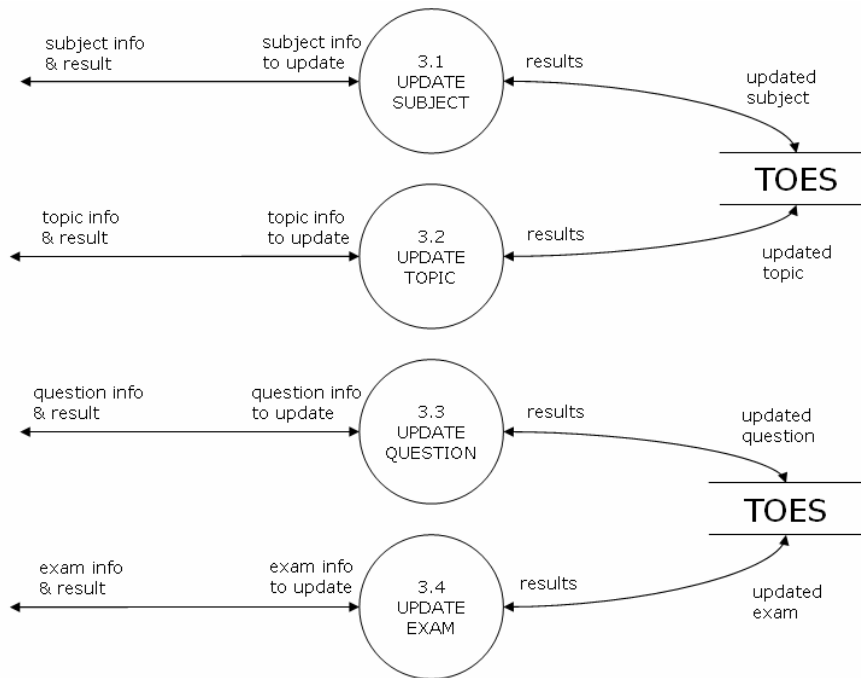 subject info
& result
subject info
to update
3.1
UPDATE
SUBJECT
results
updated
subject
TOES
topic info
& result
topic info
to update
3.2
UPDATE
TOPIC
results
updated
topic
question info
& result
question info
to update
3.3
UPDATE
QUESTION
results
updated
question
TOES
exam info
& result
exam info
to update
3.4
UPDATE
EXAM
results
updated
exam